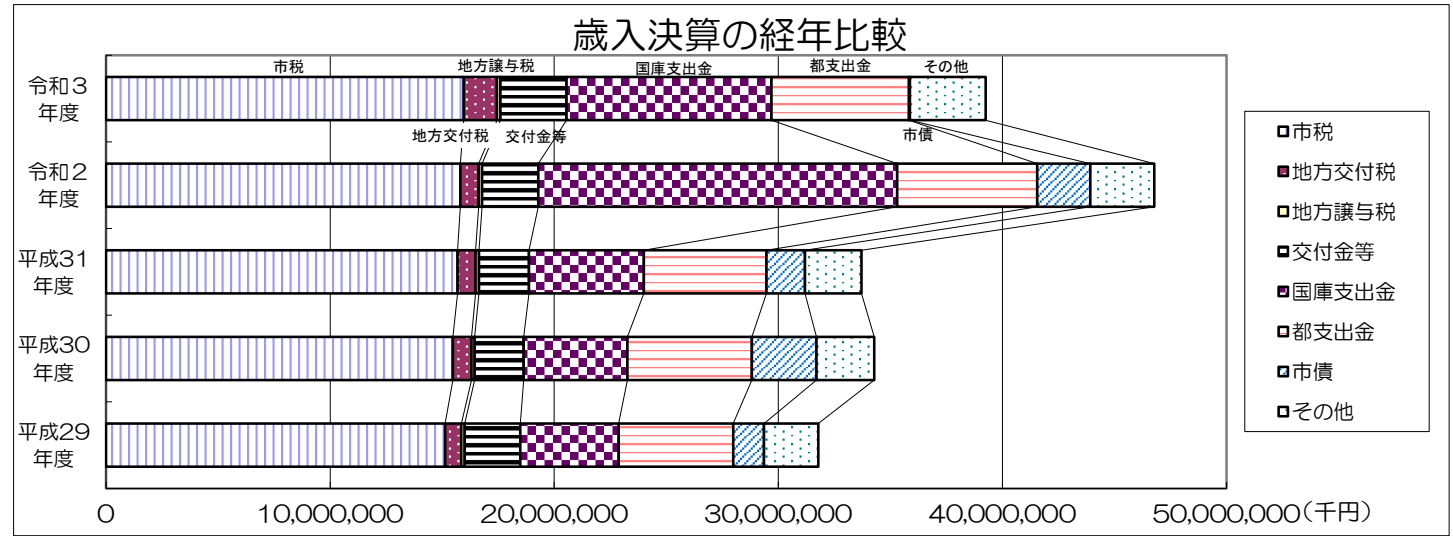 歳入決算の経年比較
市税
地方譲与税
国庫支出金
都支出金
その他
令和3
年度
地方交付税
交付金等
市債
令和2
年度
平成31
年度
平成30
年度
平成29
年度
0
10,000,000
20,000,000
30,000,000
40,000,000
50,000,000
(千円)
市税
地方交付税
地方譲与税
交付金等
国庫支出金
都支出金
市債
その他